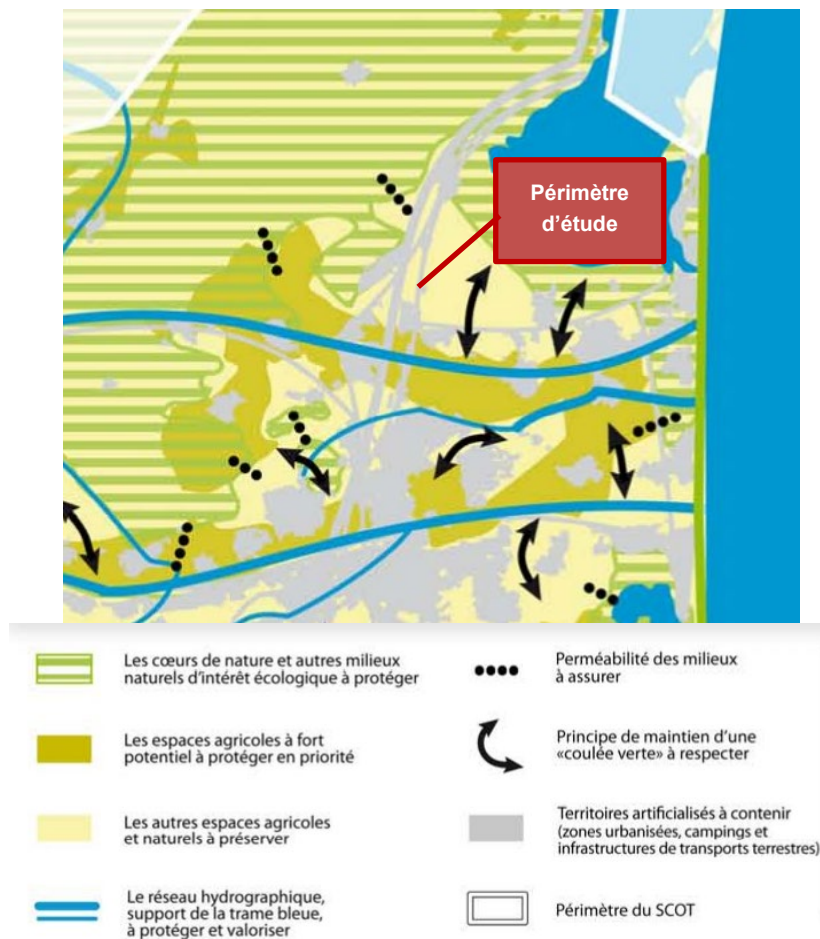 Périmètre
d'étude
Les cœurs de nature et autres milieux
naturels d'intérêt écologique à protéger
Les espaces agricoles à fort
potentiel à protéger en priorité
Les autres espaces agricoles
et naturels à préserver
Le réseau hydrographique,
support de la trame bleue,
à protéger et valoriser
Perméabilité des milieux
à assurer
Principe de maintien d'une
«coulée verte» à respecter
Territoires artificialisés à contenir
(zones urbanisées, campings et
infrastructures de transports terrestres)
Périmètre du SCOT